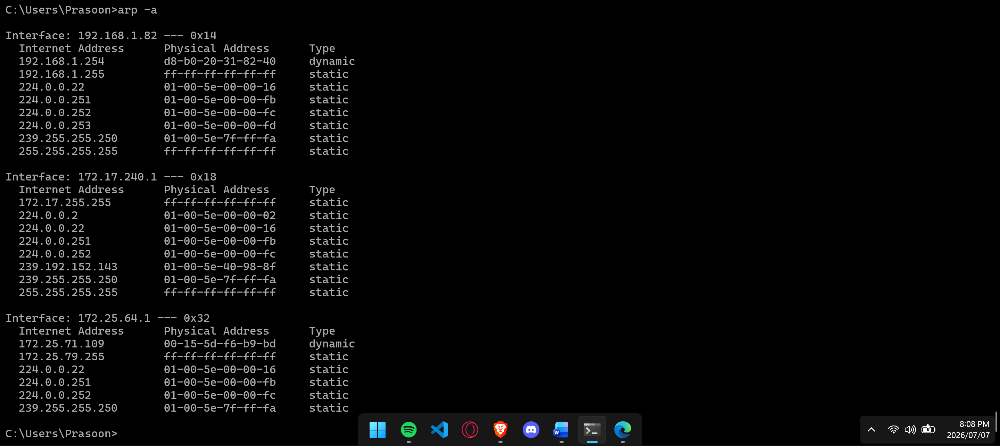 C:\Users\Prasoon>arp -a
Interface: 192.168.1.82 --- 0x14
  Internet Address      Physical Address      Type
  192.168.1.254         d8-b0-20-31-82-40     dynamic
  192.168.1.255         ff-ff-ff-ff-ff-ff     static
  224.0.0.22            01-00-5e-00-00-16     static
  224.0.0.251           01-00-5e-00-00-fb     static
  224.0.0.252           01-00-5e-00-00-fc     static
  224.0.0.253           01-00-5e-00-00-fd     static
  239.255.255.250       01-00-5e-7f-ff-fa     static
  255.255.255.255       ff-ff-ff-ff-ff-ff     static
Interface: 172.17.240.1 --- 0x18
  Internet Address      Physical Address      Type
  172.17.255.255        ff-ff-ff-ff-ff-ff     static
  224.0.0.2             01-00-5e-00-00-02     static
  224.0.0.22            01-00-5e-00-00-16     static
  224.0.0.251           01-00-5e-00-00-fb     static
  224.0.0.252           01-00-5e-00-00-fc     static
  239.192.152.143       01-00-5e-40-98-8f     static
  239.255.255.250       01-00-5e-7f-ff-fa     static
  255.255.255.255       ff-ff-ff-ff-ff-ff     static
Interface: 172.25.64.1 --- 0x32
  Internet Address      Physical Address      Type
  172.25.71.109         00-15-5d-f6-b9-bd     dynamic
  172.25.79.255         ff-ff-ff-ff-ff-ff     static
  224.0.0.22            01-00-5e-00-00-16     static
  224.0.0.251           01-00-5e-00-00-fb     static
  224.0.0.252           01-00-5e-00-00-fc     static
  239.255.255.250       01-00-5e-7f-ff-fa     static
C:\Users\Prasoon>
W
8:08 PM
2026/07/07